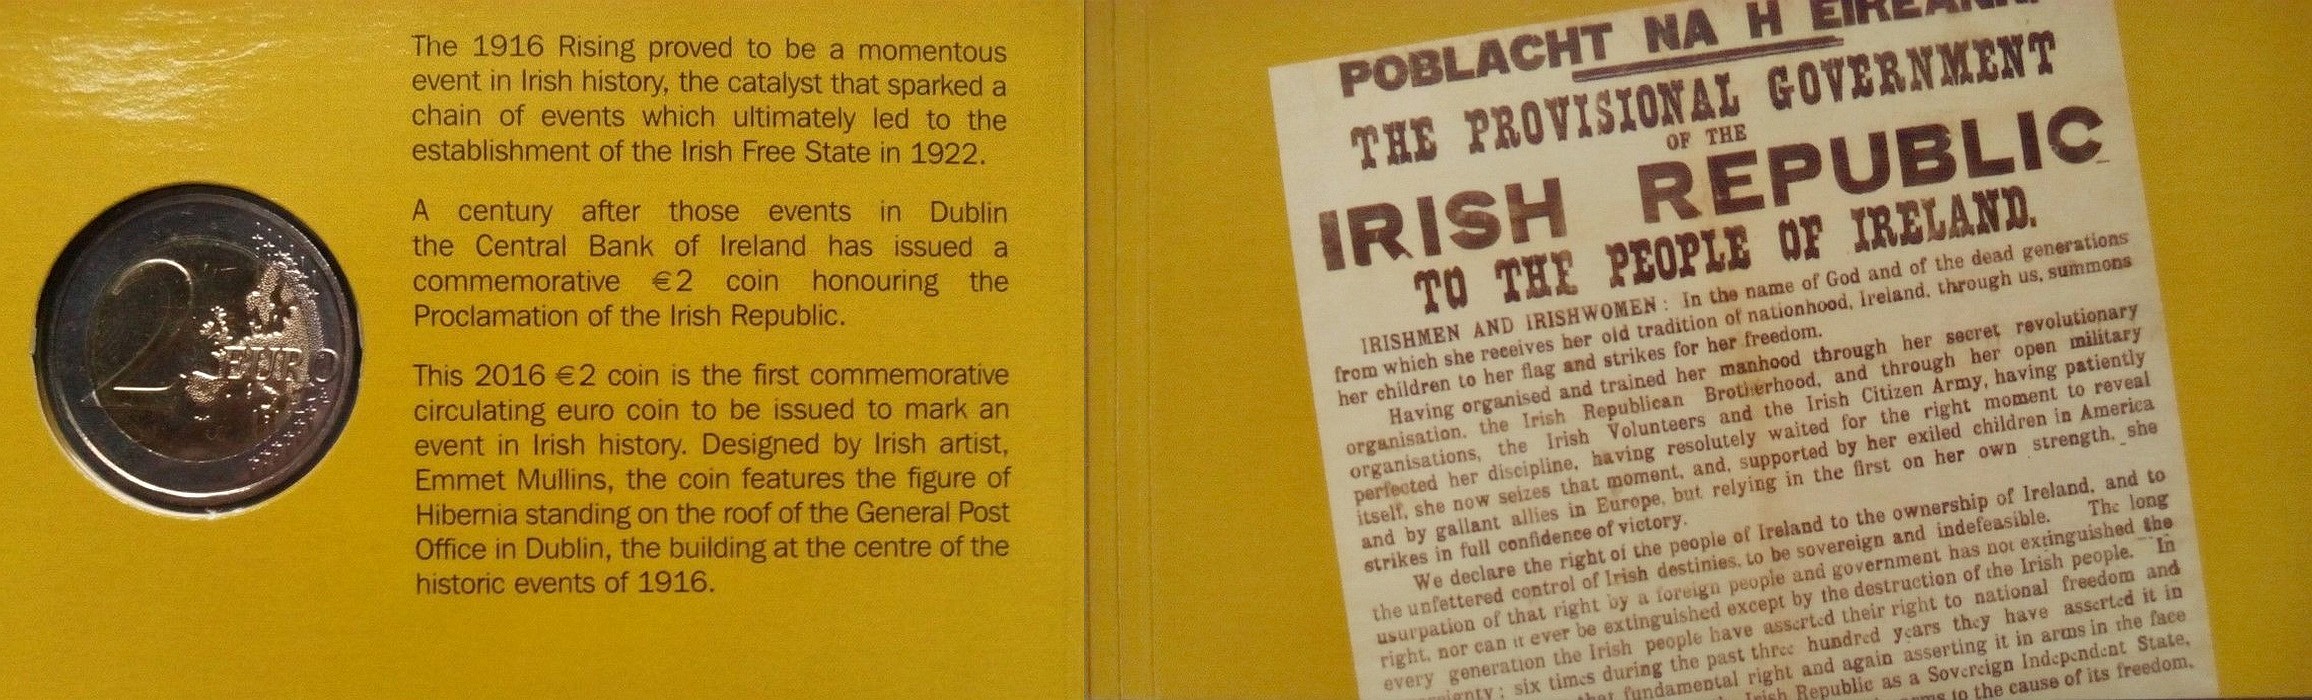 2
EURO
The 1916 Rising proved to be a momentous
event in Irish history, the catalyst that sparked a
chain of events which ultimately led to the
establishment of the Irish Free State in 1922.
A century after those events in Dublin
the Central Bank of Ireland has issued a
commemorative €2 coin honouring the
Proclamation of the Irish Republic.
This 2016 €2 coin is the first commemorative
circulating euro coin to be issued to mark an
event in Irish history. Designed by Irish artist,
Emmet Mullins, the coin features the figure of
Hibernia standing on the roof of the General Post
Office in Dublin, the building at the centre of the
historic events of 1916.
POBLACHT NA H EIREANN.
THE PROVISIONAL GOVERNMENT
OF THE
IRISH REPUBLIC
TO THE PEOPLE OF IRELAND.
IRISHMEN AND IRISHWOMEN : In the name of God and of the dead generations
from which she receives her old tradition of nationhood, Ireland, through us, summons
her children to her flag and strikes for her freedom.
Having organised and trained her manhood through her secret revolutionary
organisation, the Irish Republican Brotherhood, and through her open military
organisations, the Irish Volunteers and the Irish Citizen Army, having patiently
perfected her discipline, having resolutely waited for the right moment to reveal
itself, she now seizes that moment, and, supported by her exiled children in America
and by gallant allies in Europe, but relying in the first on her own strength, she
strikes in full confidence of victory.
We declare the right of the people of Ireland to the ownership of Ireland, and to
the unfettered control of Irish destinies, to be sovereign and indefeasible. The long
usurpation of that right by a foreign people and government has not extinguished the
right, nor can it ever be extinguished except by the destruction of the Irish people. In
every generation the Irish people have asserted their right to national freedom and
six times during the past three hundred years they have asserted it in
that fundamental right and again asserting it in arms in the face
Irish Republic as a Sovereign Independent State,
to the cause of its freedom,